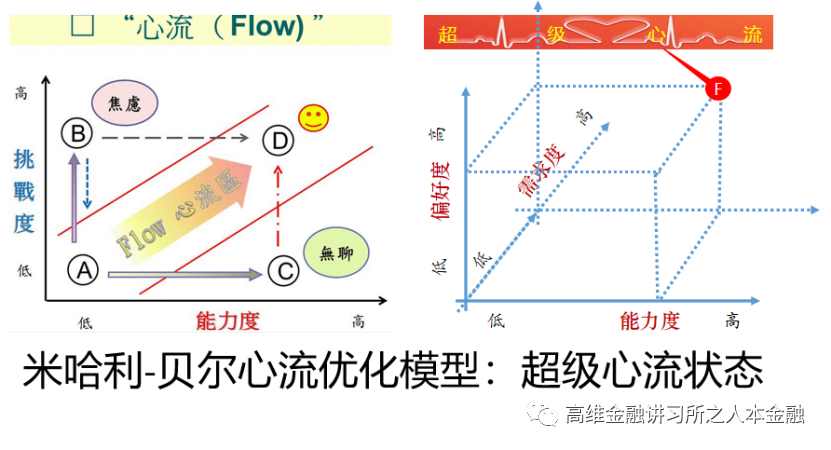 □ “心流（Flow)”
高
焦慮
B
D
挑戰度
Flow 心流區
A
C
無聊
低
低
能力度
高
超级心流
F
高
高
需求度
偏好度
低
低
低
能力度
高
米哈利-贝尔心流优化模型：超级心流状态
高维金融讲习所之人本金融